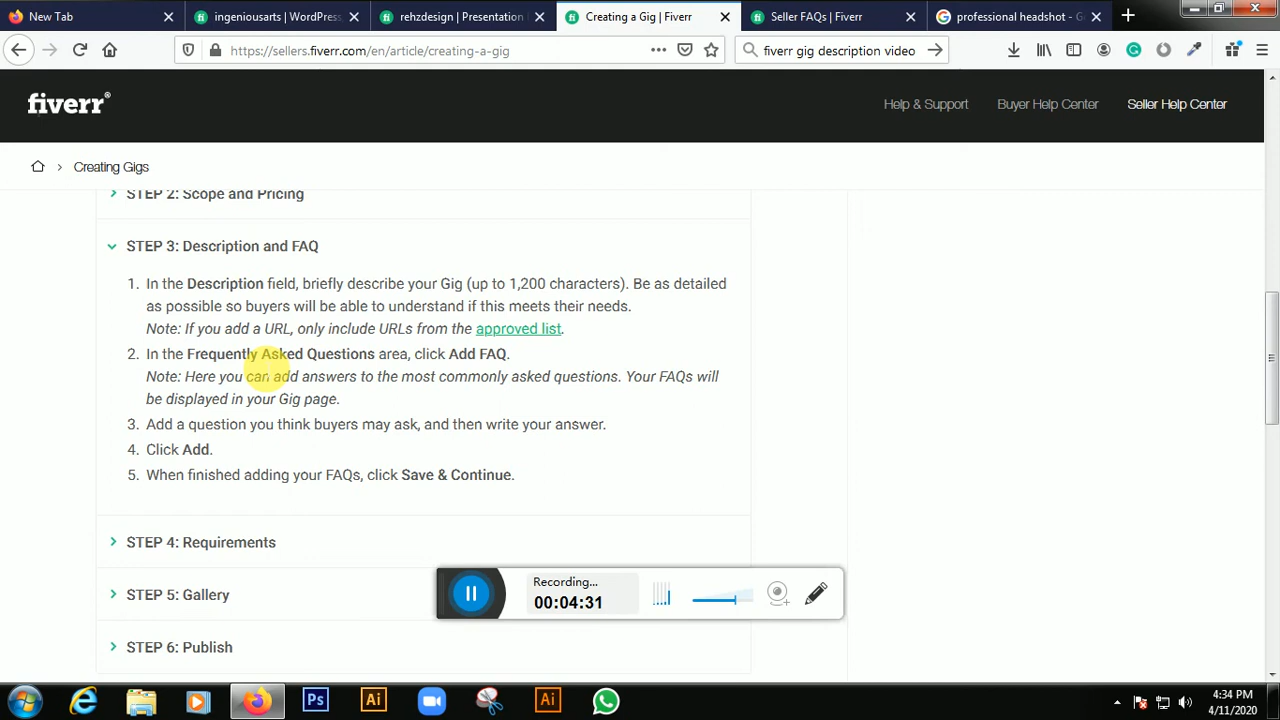 New Tab
ingeniousarts | WordPress
rehzdesign | Presentation
Creating a Gig | Fiverr
Seller FAQs | Fiverr
professional headshot - G
https://sellers.fiverr.com/en/article/creating-a-gig
fiverr gig description video
fiverr®
Help & Support
Buyer Help Center
Seller Help Center
Creating Gigs
STEP 2: Scope and Pricing
STEP 3: Description and FAQ
1. In the Description field, briefly describe your Gig (up to 1,200 characters). Be as detailed
as possible so buyers will be able to understand if this meets their needs.
Note: If you add a URL, only include URLs from the approved list.
2. In the Frequently Asked Questions area, click Add FAQ.
Note: Here you can add answers to the most commonly asked questions. Your FAQs will
be displayed in your Gig page.
3. Add a question you think buyers may ask, and then write your answer.
4. Click Add.
5. When finished adding your FAQs, click Save & Continue.
STEP 4: Requirements
STEP 5: Gallery
STEP 6: Publish
Recording...
00:04:31
Ps
Ai
Ai
4:34 PM
4/11/2020